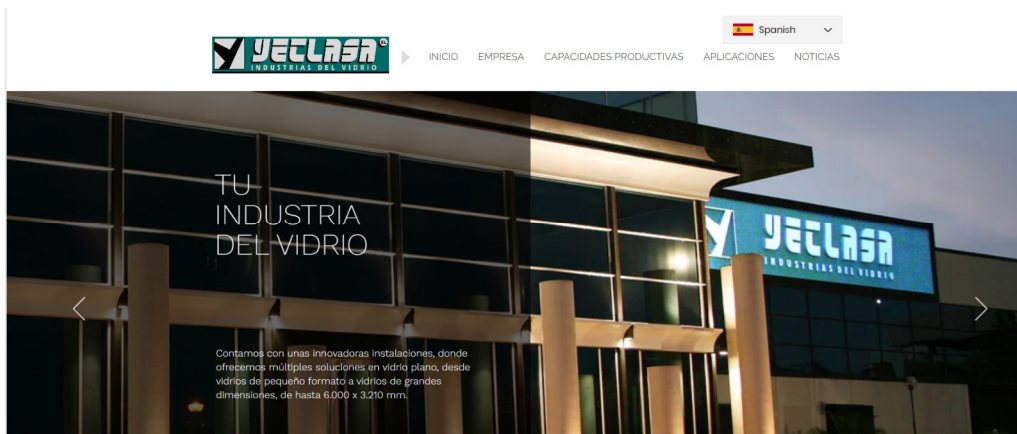 Spanish
YECLASA SL
INDUSTRIAS DEL VIDRIO
INICIO EMPRESA CAPACIDADES PRODUCTIVAS APLICACIONES NOTICIAS
TU
INDUSTRIA
DEL VIDRIO
YECLASA
INDUSTRIAS DEL VIDRIO
Contamos con unas innovadoras instalaciones, donde
ofrecemos múltiples soluciones en vidrio plano, desde
vidrios de pequeño formato a vidrios de grandes
dimensiones, de hasta 6.000 x 3.210 mm.